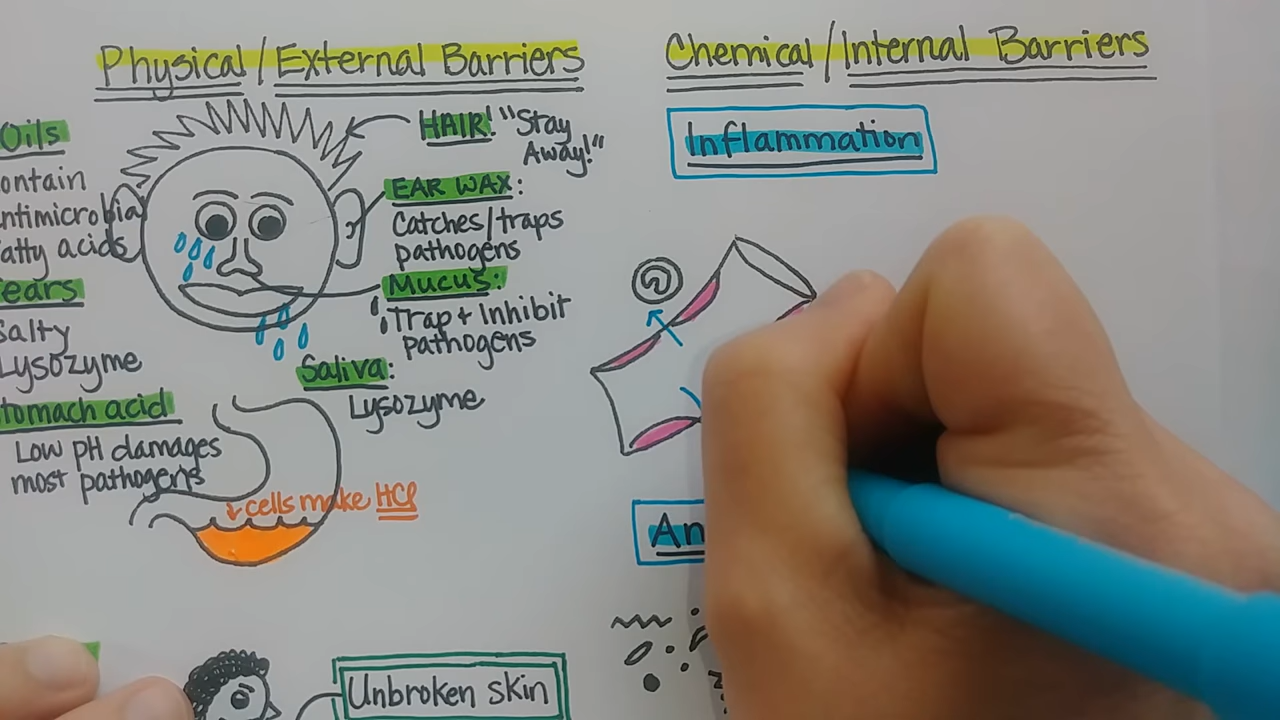 Physical/External Barriers
Oils
ontain
ntimicrobial
atty acids
ears
Salty
Lysozyme
tomach acid
Low pH damages
most pathogens
HAIR! "Stay
Away!"
EAR WAX:
Catches/traps
pathogens
Mucus:
Trap + Inhibit
pathogens
Saliva:
Lysozyme
cells make HCl
Unbroken skin
Chemical/Internal Barriers
Inflammation
An